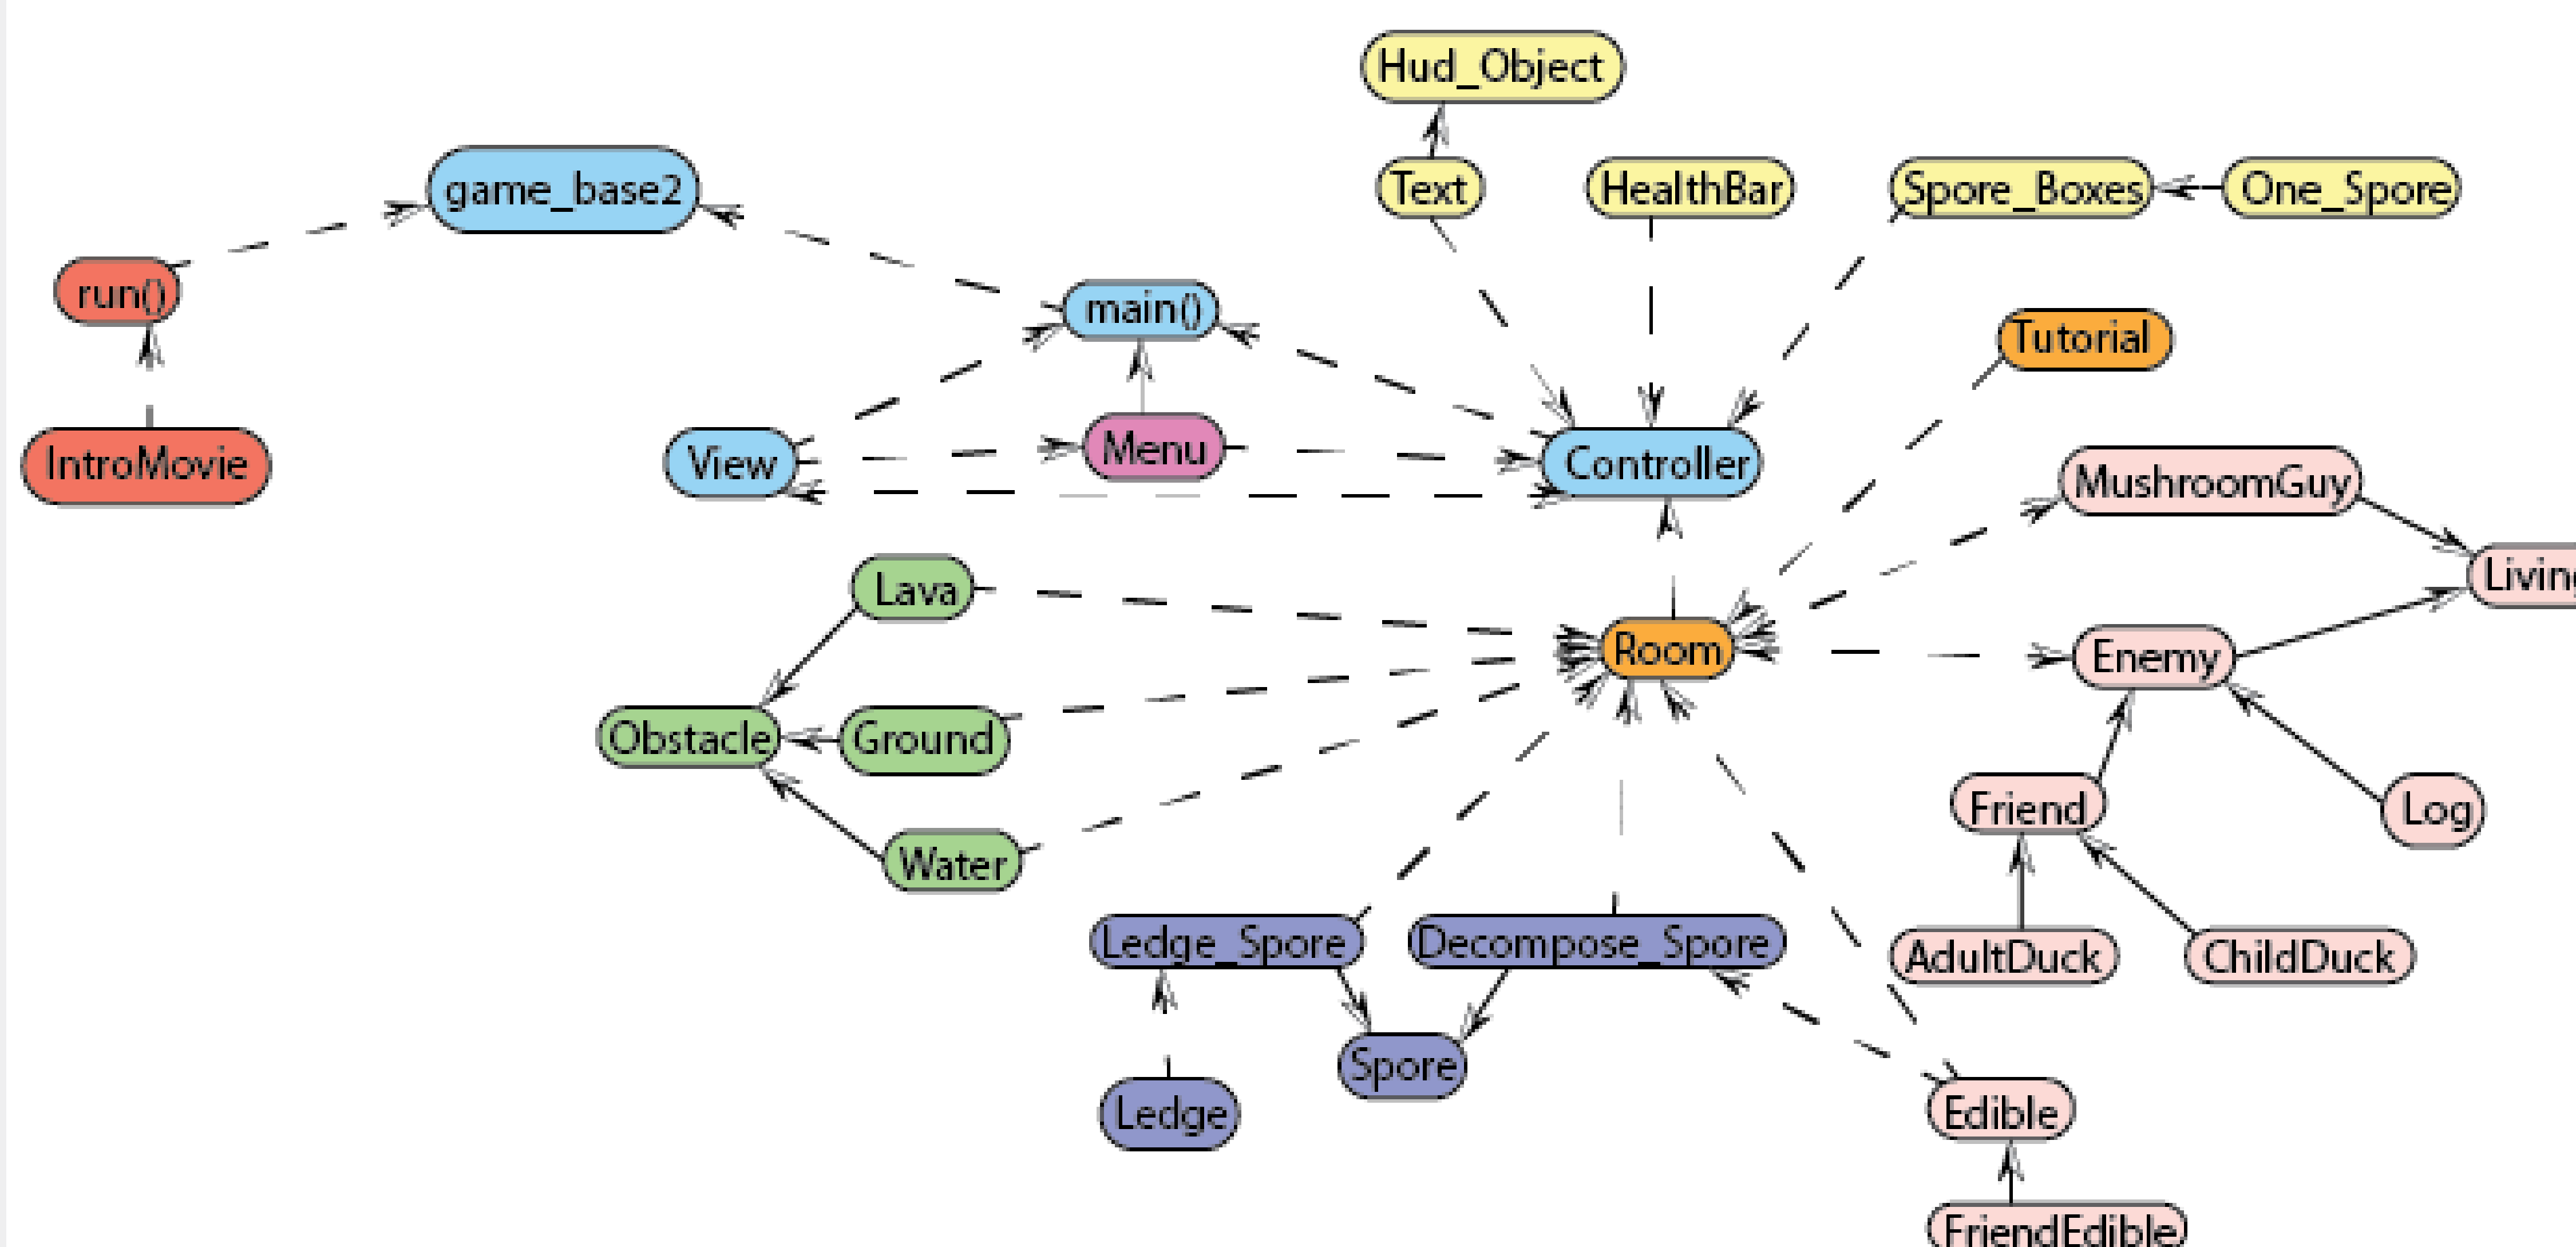 Hud_Object
game_base2
Text
HealthBar
Spore_Boxes
One_Spore
run()
main()
Tutorial
IntroMovie
View
Menu
Controller
MushroomGuy
Lava
Living
Room
Enemy
Obstacle
Ground
Friend
Log
Water
Ledge_Spore
Decompose_Spore
AdultDuck
ChildDuck
Spore
Ledge
Edible
FriendEdible